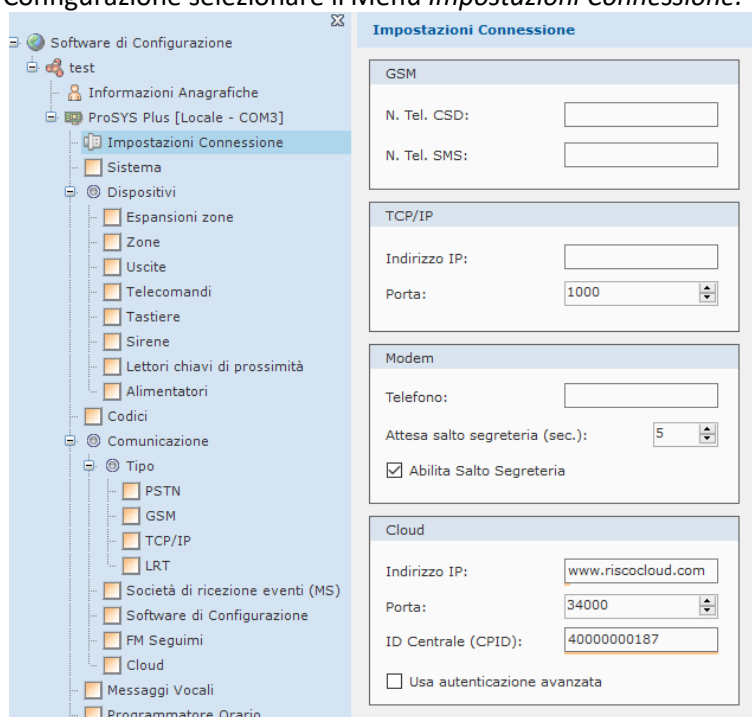 Configurazione selezionare il Menu Impostazioni Connessione.
Software di Configurazione
test
Informazioni Anagrafiche
ProSYS Plus [Locale - COM3]
Impostazioni Connessione
Sistema
Dispositivi
Espansioni zone
Zone
Uscite
Telecomandi
Tastiere
Sirene
Lettori chiavi di prossimità
Alimentatori
Codici
Comunicazione
Tipo
PSTN
GSM
TCP/IP
LRT
Società di ricezione eventi (MS)
Software di Configurazione
FM Seguimi
Cloud
Messaggi Vocali
Programmatore Orario
Impostazioni Connessione
GSM
N. Tel. CSD:
N. Tel. SMS:
TCP/IP
Indirizzo IP:
Porta: 1000
Modem
Telefono:
Attesa salto segreteria (sec.): 5
Abilita Salto Segreteria
Cloud
Indirizzo IP: www.riscocloud.com
Porta: 34000
ID Centrale (CPID): 40000000187
Usa autenticazione avanzata